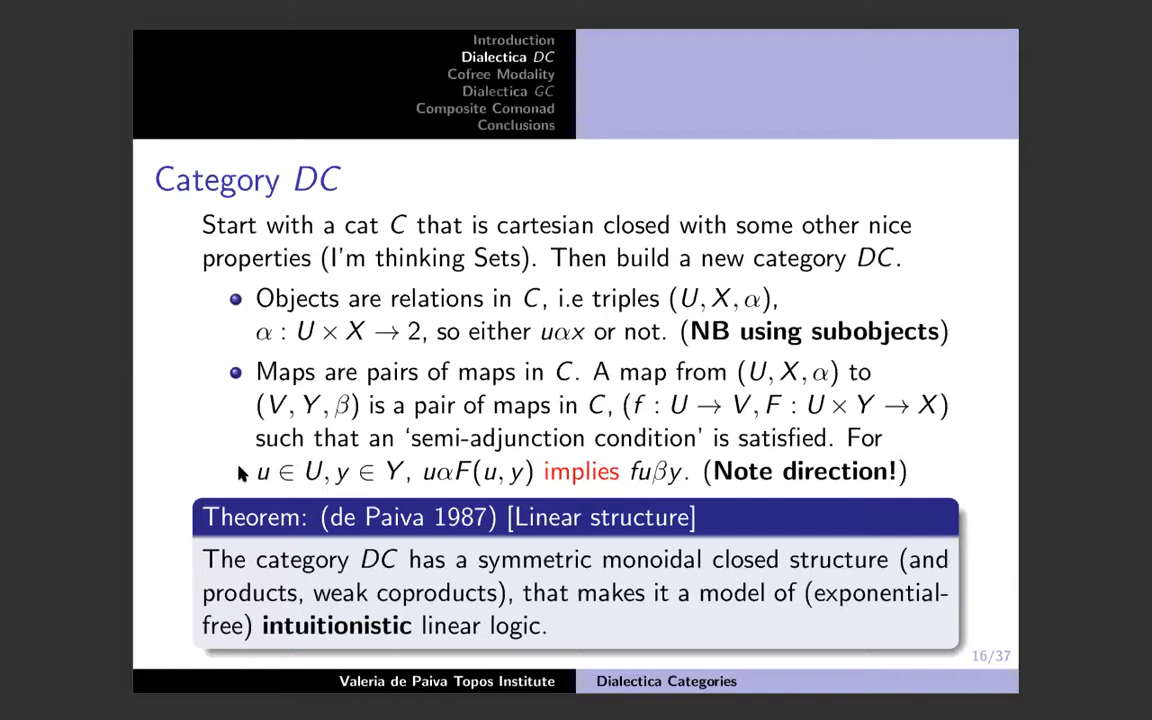 Introduction
Dialectica DC
Cofree Modality
Dialectica GC
Composite Comonad
Conclusions
Category DC
Start with a cat C that is cartesian closed with some other nice
properties (I'm thinking Sets). Then build a new category DC.
Objects are relations in C, i.e triples (U, X, α),
α : U × X → 2, so either uαx or not. (NB using subobjects)
Maps are pairs of maps in C. A map from (U, X, α) to
(V, Y, β) is a pair of maps in C, (f : U → V, F : U × Y → X)
such that an ‘semi-adjunction condition’ is satisfied. For
u ∈ U, y ∈ Y, uαF(u, y) implies fuβy. (Note direction!)
Theorem: (de Paiva 1987) [Linear structure]
The category DC has a symmetric monoidal closed structure (and
products, weak coproducts), that makes it a model of (exponential-
free) intuitionistic linear logic.
16/37
Valeria de Paiva Topos Institute
Dialectica Categories